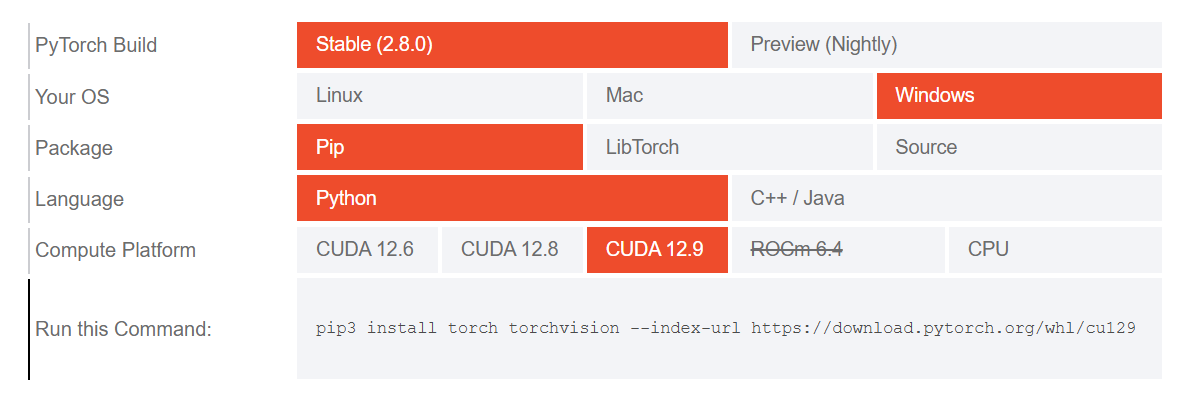 PyTorch Build Stable (2.8.0) Preview (Nightly)
Your OS Linux Mac Windows
Package Pip LibTorch Source
Language Python C++ / Java
Compute Platform CUDA 12.6 CUDA 12.8 CUDA 12.9 ROCm 6.4 CPU
Run this Command: pip3 install torch torchvision --index-url https://download.pytorch.org/whl/cu129